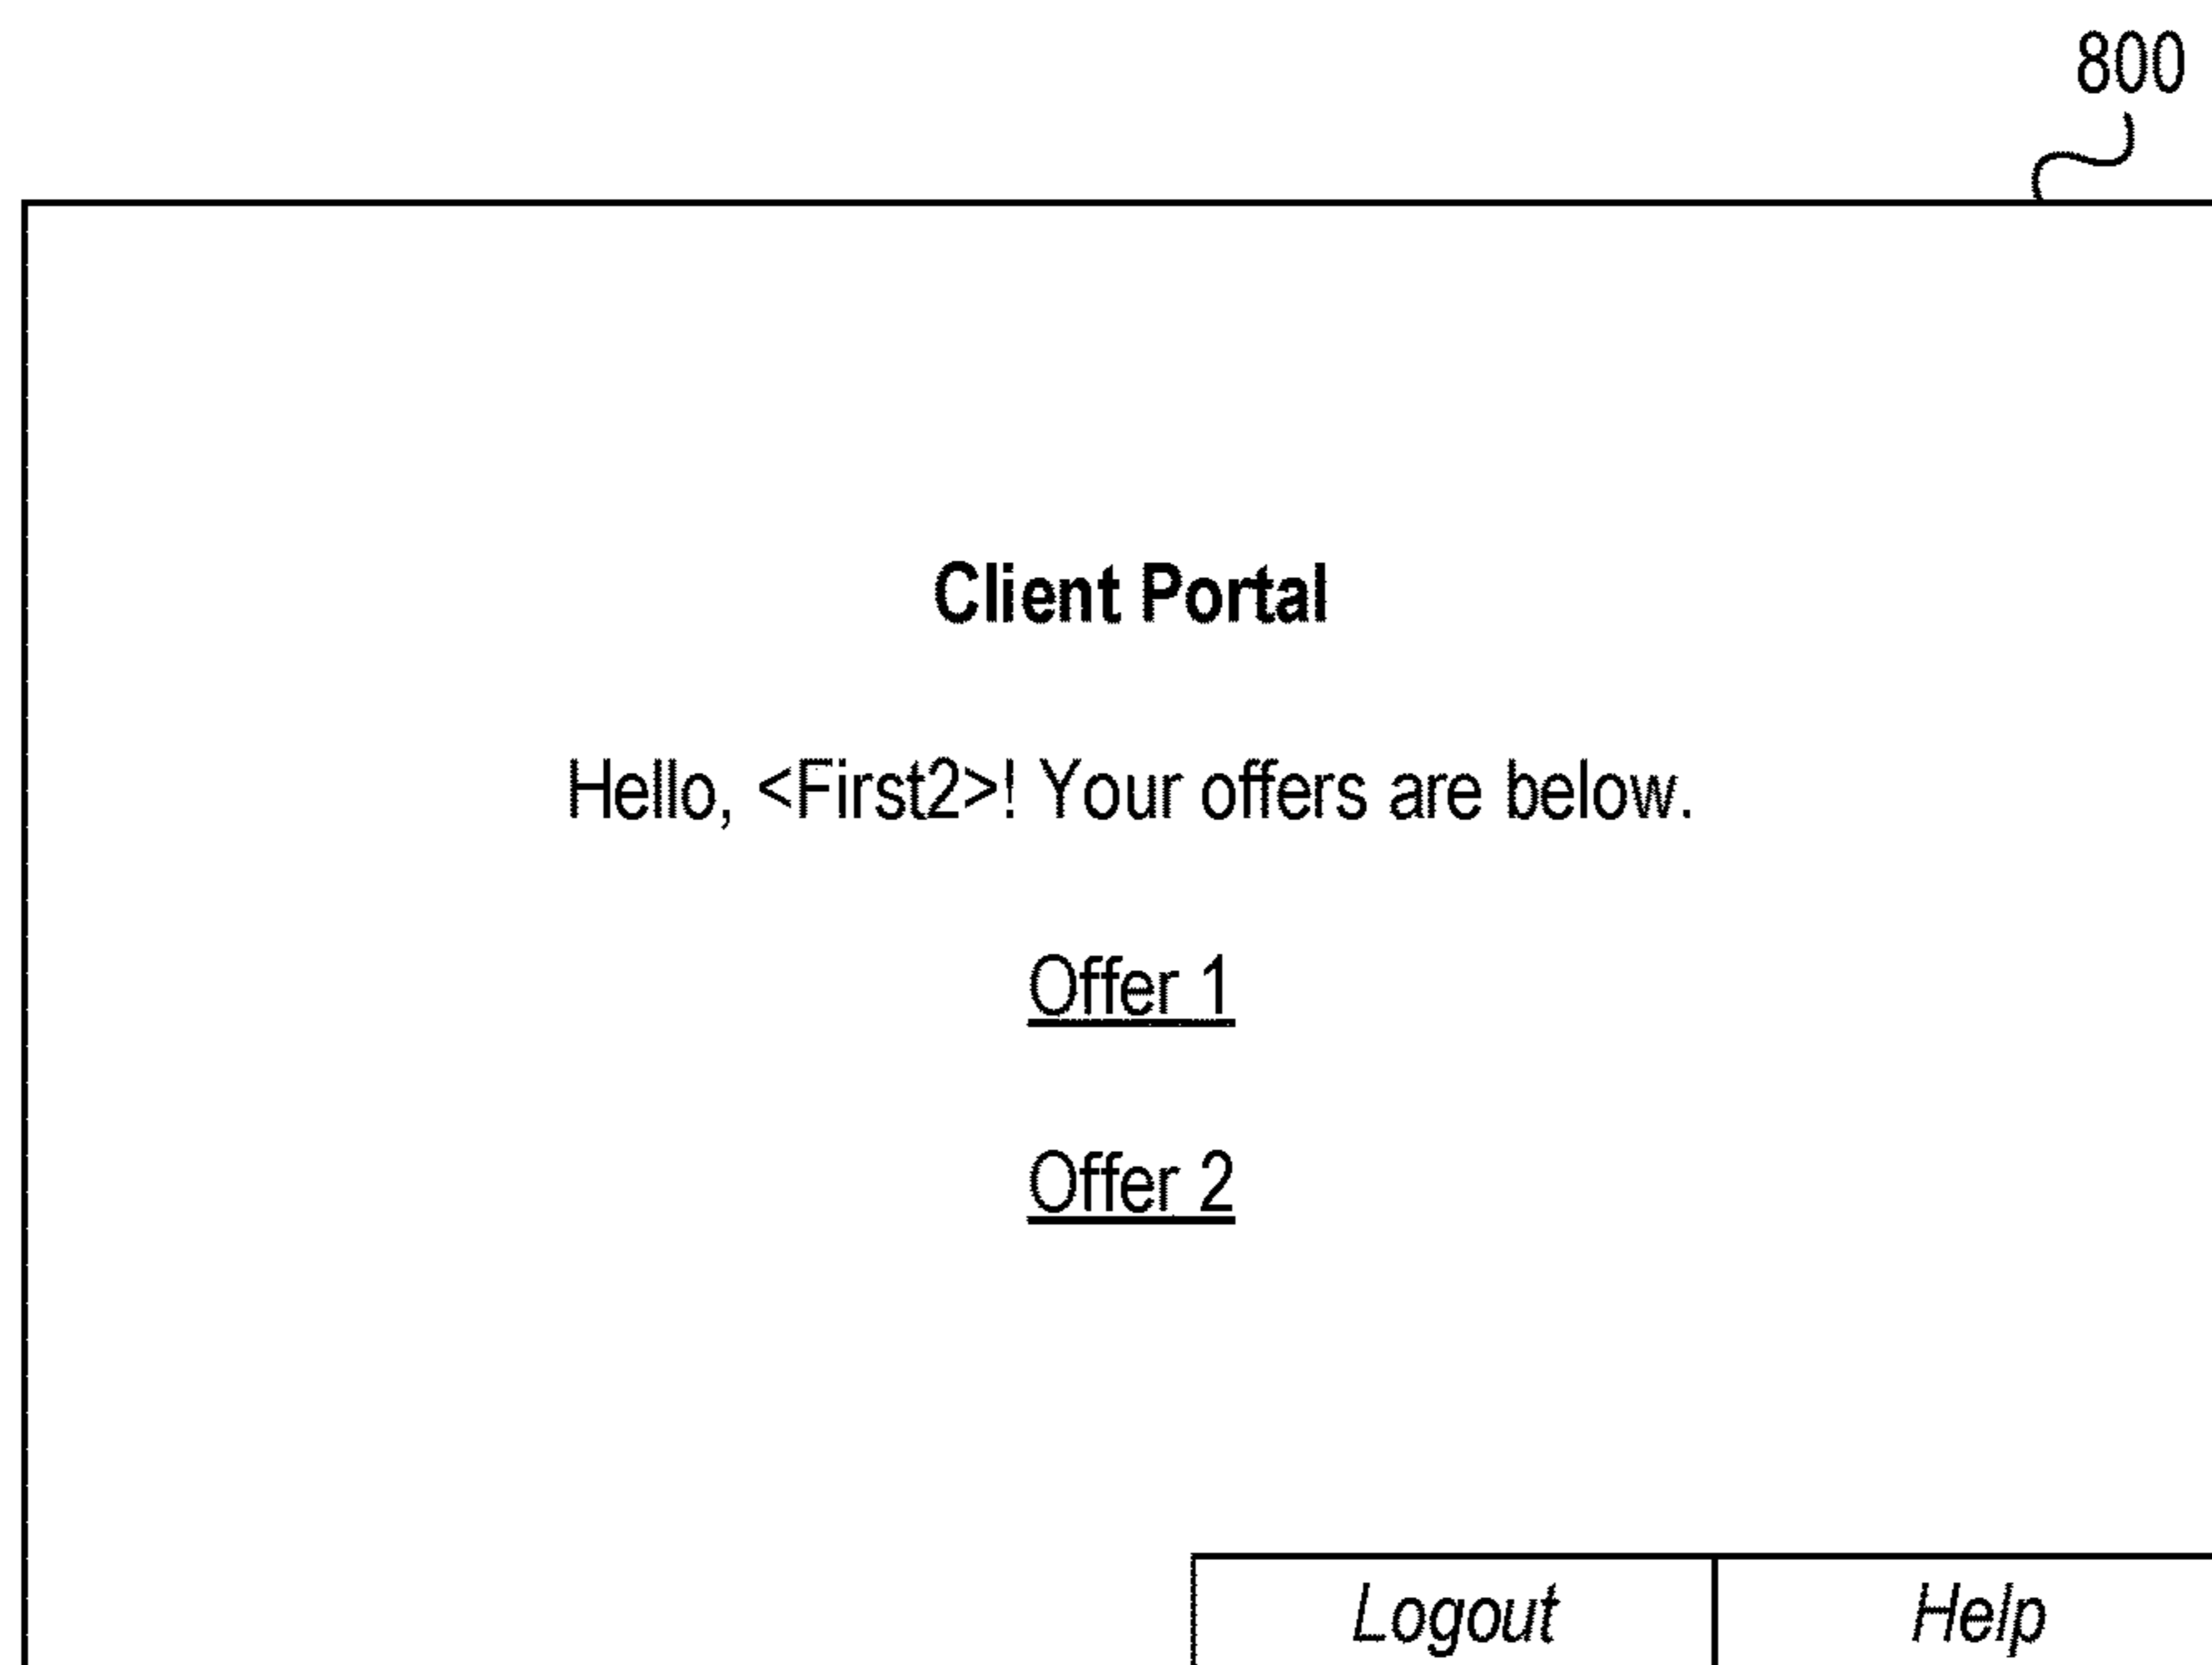 800
Client Portal
Hello, <First2>! Your offers are below.
Offer 1
Offer 2
Logout Help